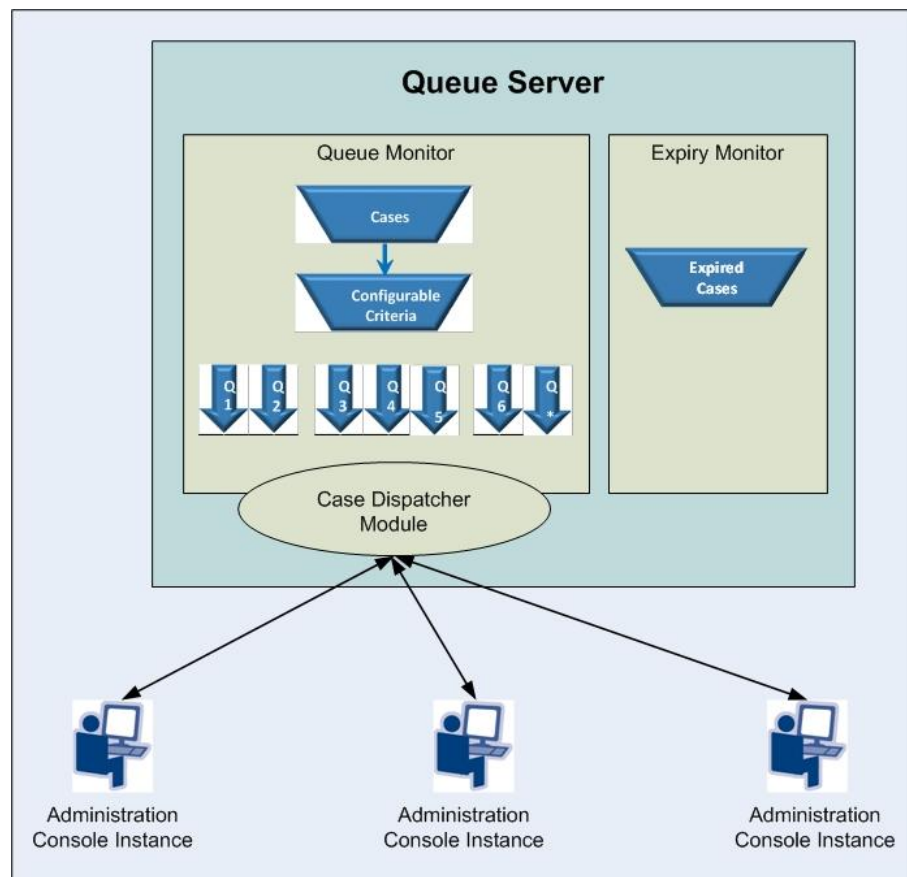 Queue Server
Queue Monitor
Expiry Monitor
Cases
Configurable
Criteria
Expired
Cases
Q
1
Q
2
Q
3
Q
4
Q
5
Q
6
Q
*
Case Dispatcher
Module
Administration
Console Instance
Administration
Console Instance
Administration
Console Instance